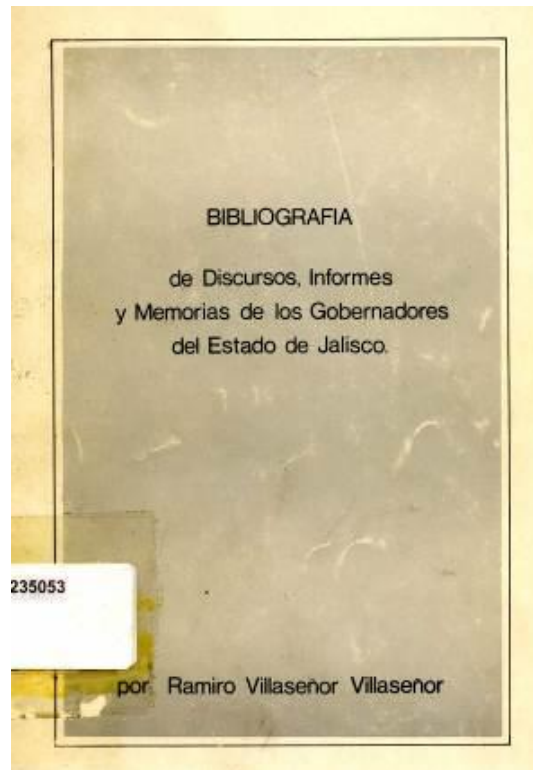 BIBLIOGRAFIA
de Discursos, Informes
y Memorias de los Gobernadores
del Estado de Jalisco.
235053
por Ramiro Villaseñor Villaseñor